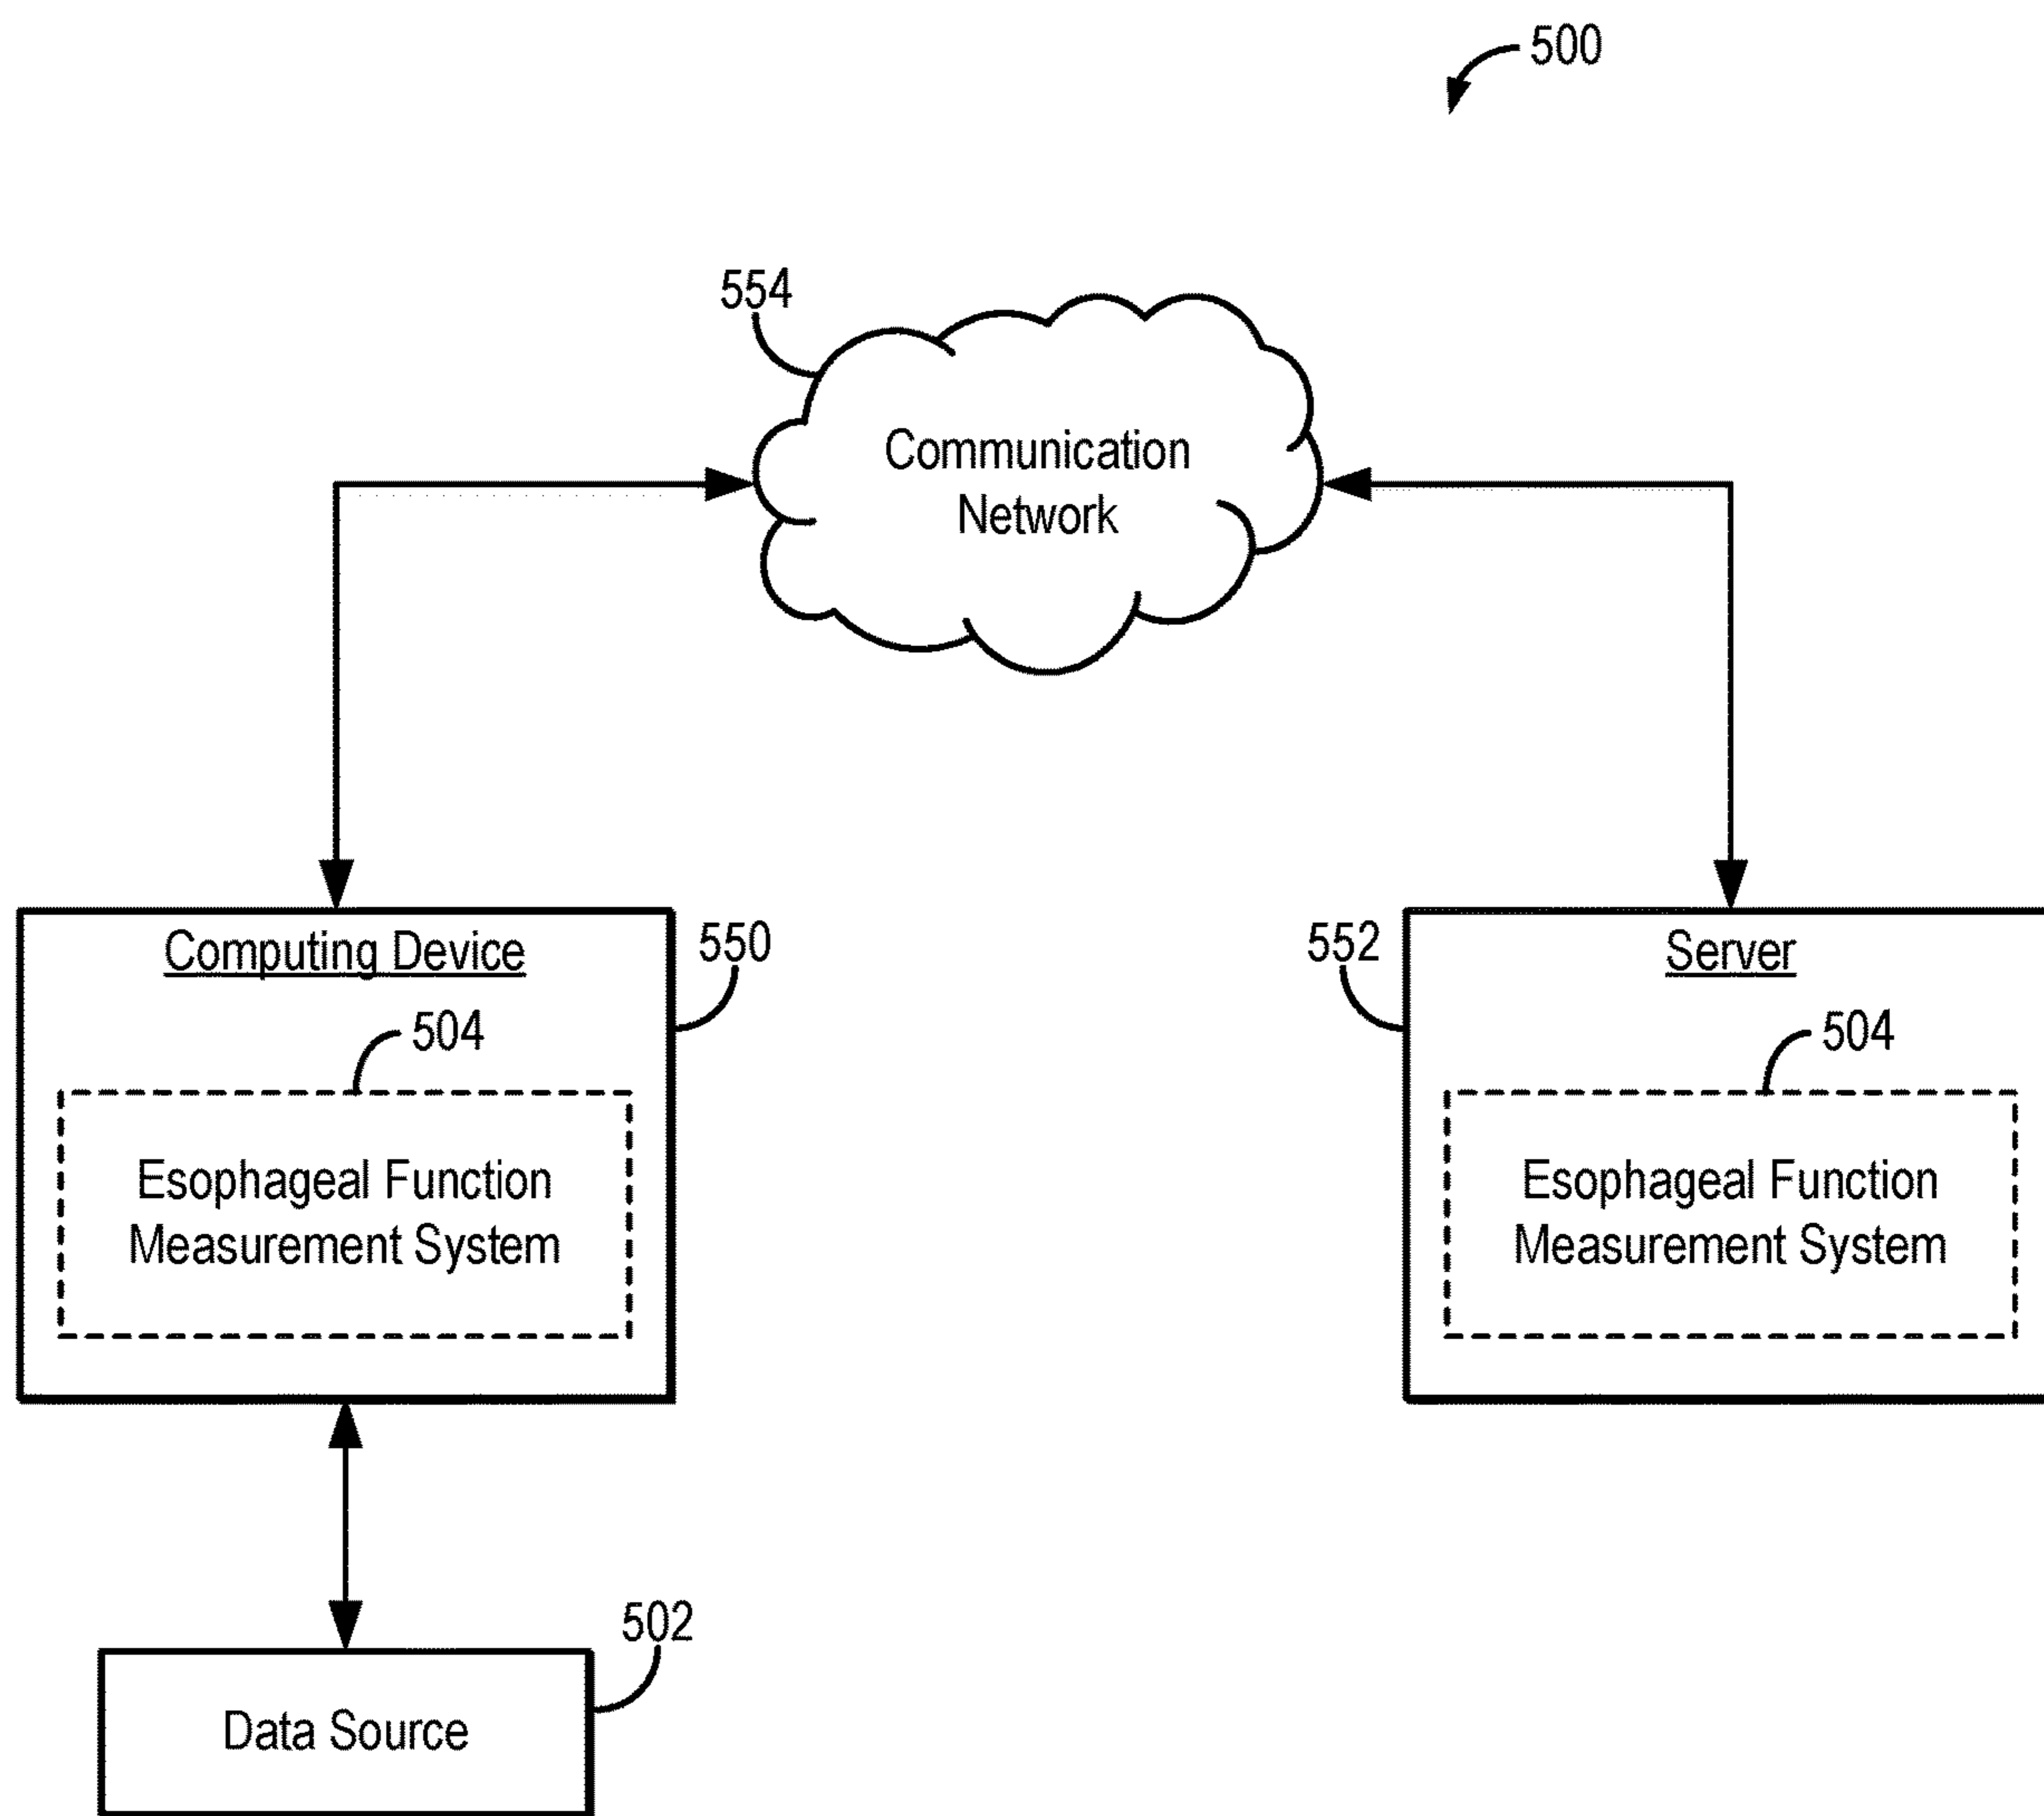 500
554
Communication
Network
Computing Device
550
552
Server
504
504
Esophageal Function
Measurement System
Esophageal Function
Measurement System
502
Data Source